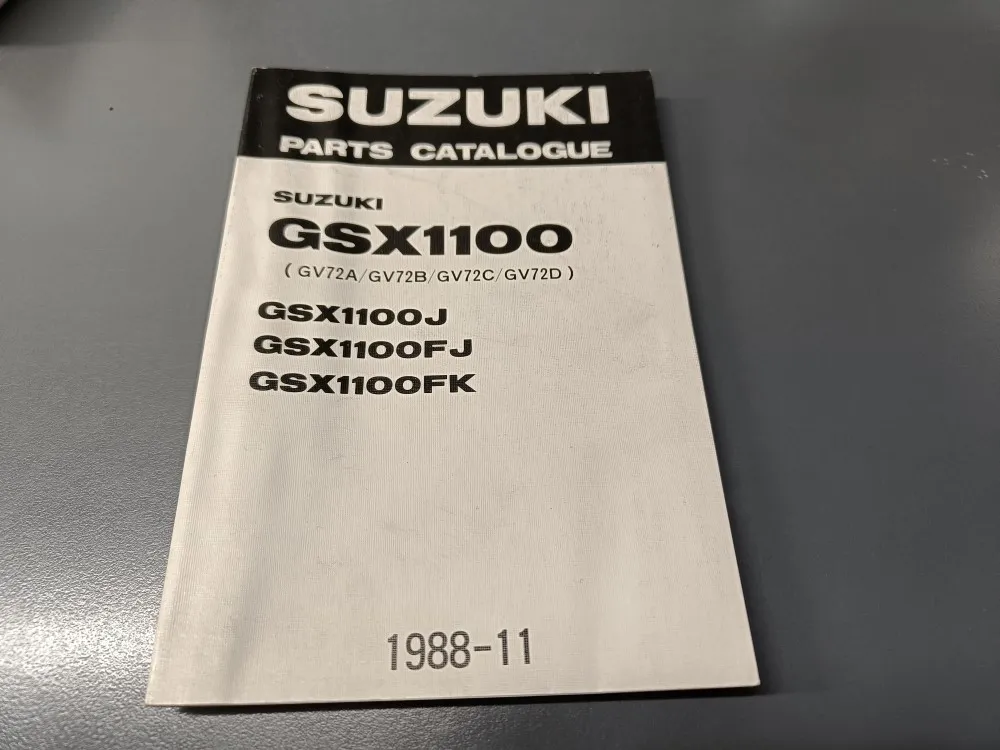 SUZUKI
PARTS CATALOGUE
SUZUKI
GSX1100
(GV72A/GV72B/GV72C/GV72D)
GSX1100J
GSX1100FJ
GSX1100FK
1988-11